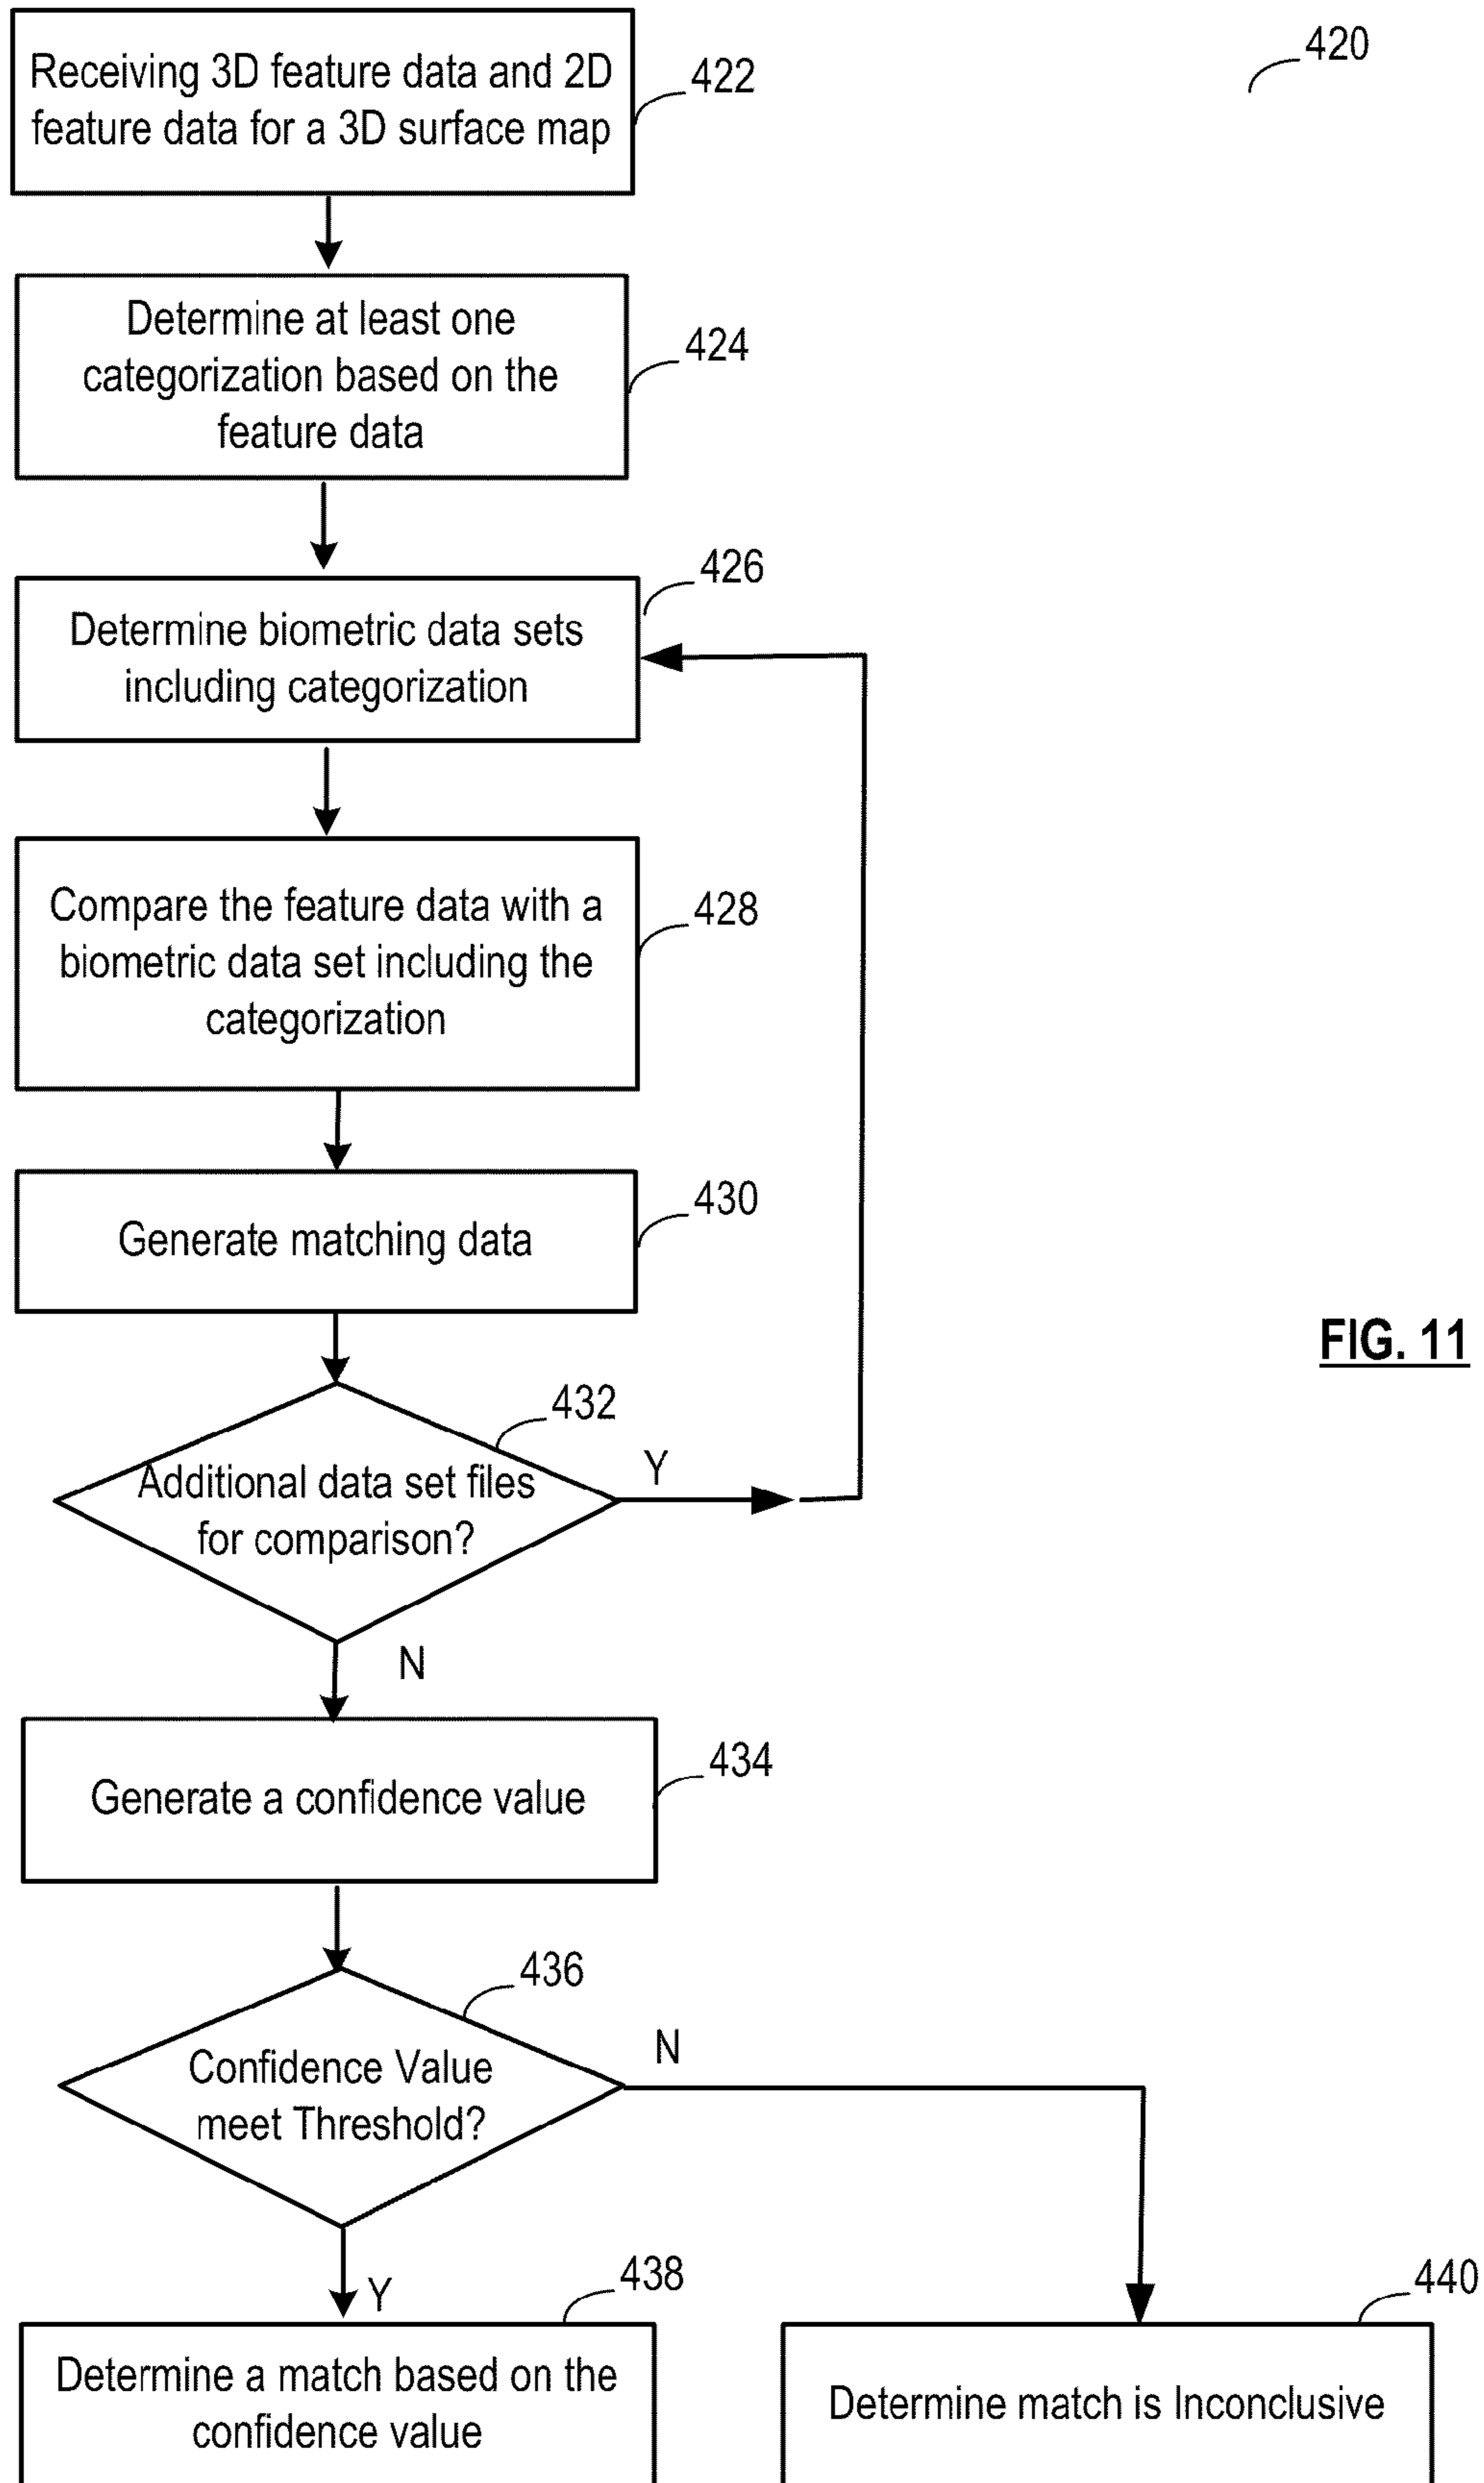 420
Receiving 3D feature data and 2D
feature data for a 3D surface map
422
Determine at least one
categorization based on the
feature data
424
426
Determine biometric data sets
including categorization
Compare the feature data with a
biometric data set including the
categorization
428
Generate matching data
430
FIG. 11
432
Additional data set files
for comparison?
Y
N
Generate a confidence value
434
436
Confidence Value
meet Threshold?
N
Y
438
Determine a match based on the
confidence value
440
Determine match is Inconclusive